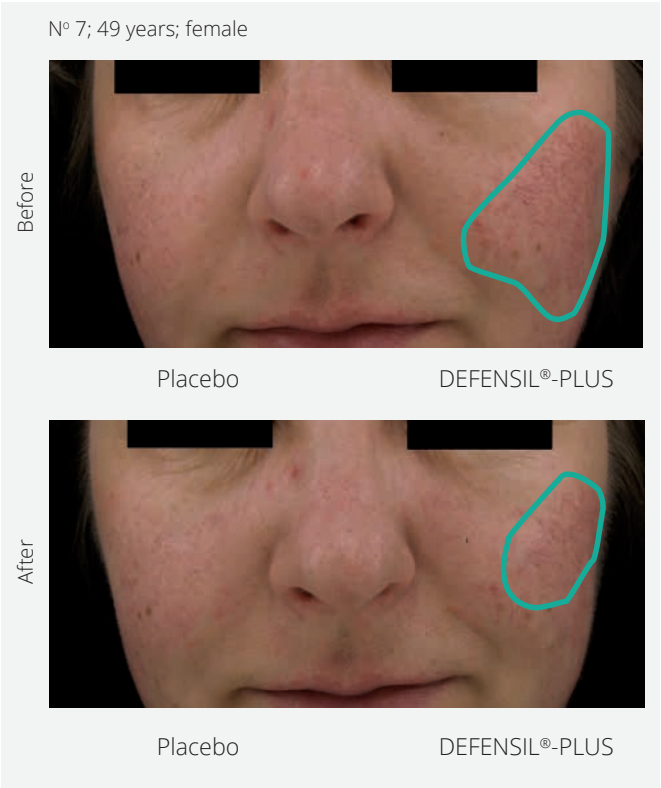 Nº 7; 49 years; female
Before
Placebo DEFENSIL®-PLUS
After
Placebo DEFENSIL®-PLUS